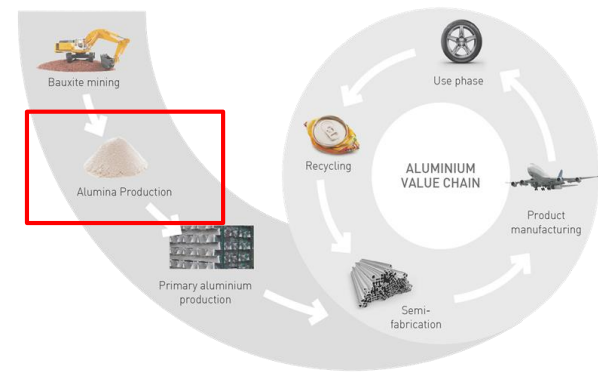 Bauxite mining
Alumina Production
Primary aluminium
production
Semi-
fabrication
Product
manufacturing
Use phase
Recycling
ALUMINIUM
VALUE CHAIN